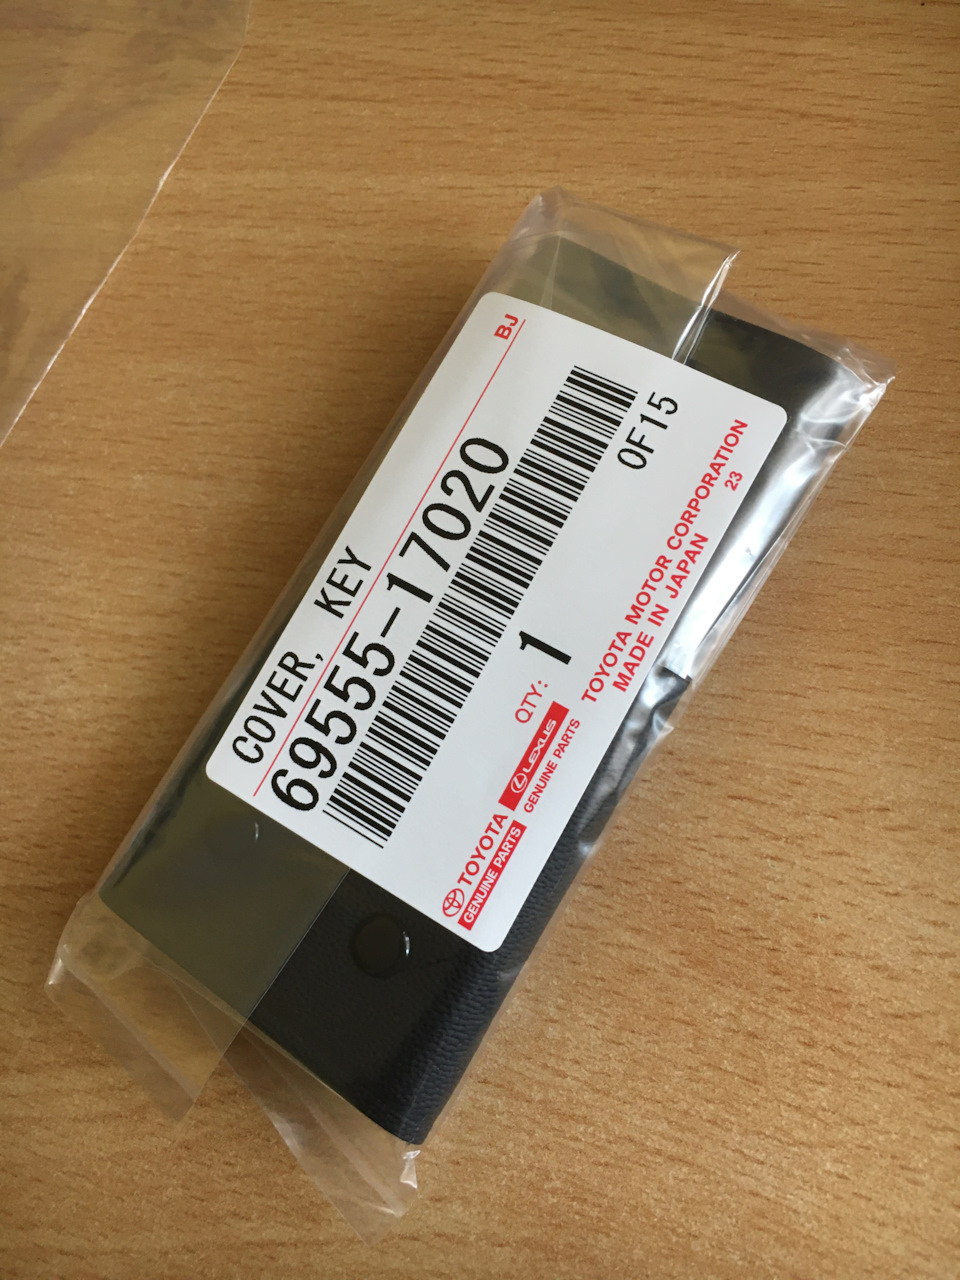 BJ
COVER, KEY
69555-17020
0F15
QTY: 1
TOYOTA
GENUINE PARTS
LEXUS
GENUINE PARTS
TOYOTA MOTOR CORPORATION
MADE IN JAPAN 23